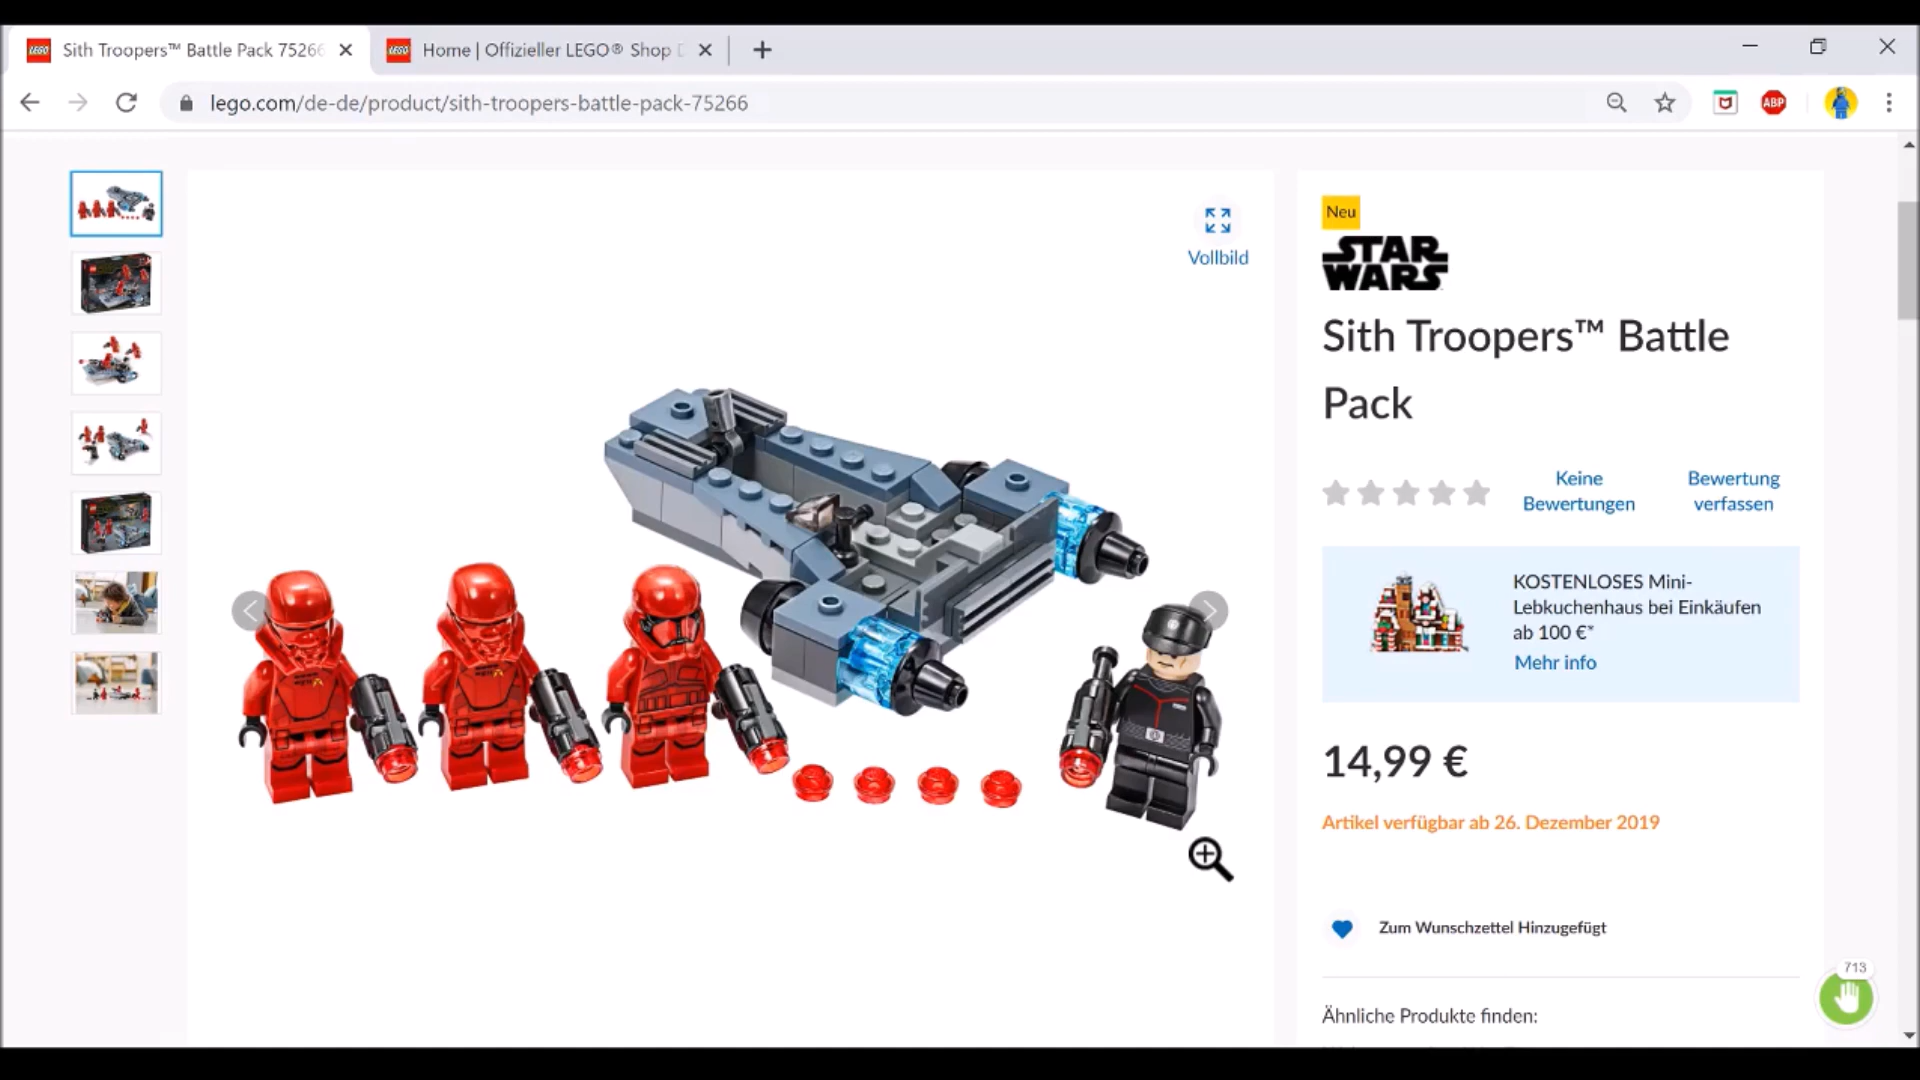 Sith Troopers™ Battle Pack 75266
Home | Offizieller LEGO® Shop D
lego.com/de-de/product/sith-troopers-battle-pack-75266
ABP
Vollbild
Neu
STAR
WARS
Sith Troopers™ Battle
Pack
Keine
Bewertungen
Bewertung
verfassen
KOSTENLOSES Mini-
Lebkuchenhaus bei Einkäufen
ab 100 €*
Mehr info
14,99 €
Artikel verfügbar ab 26. Dezember 2019
Zum Wunschzettel Hinzugefügt
713
Ähnliche Produkte finden: